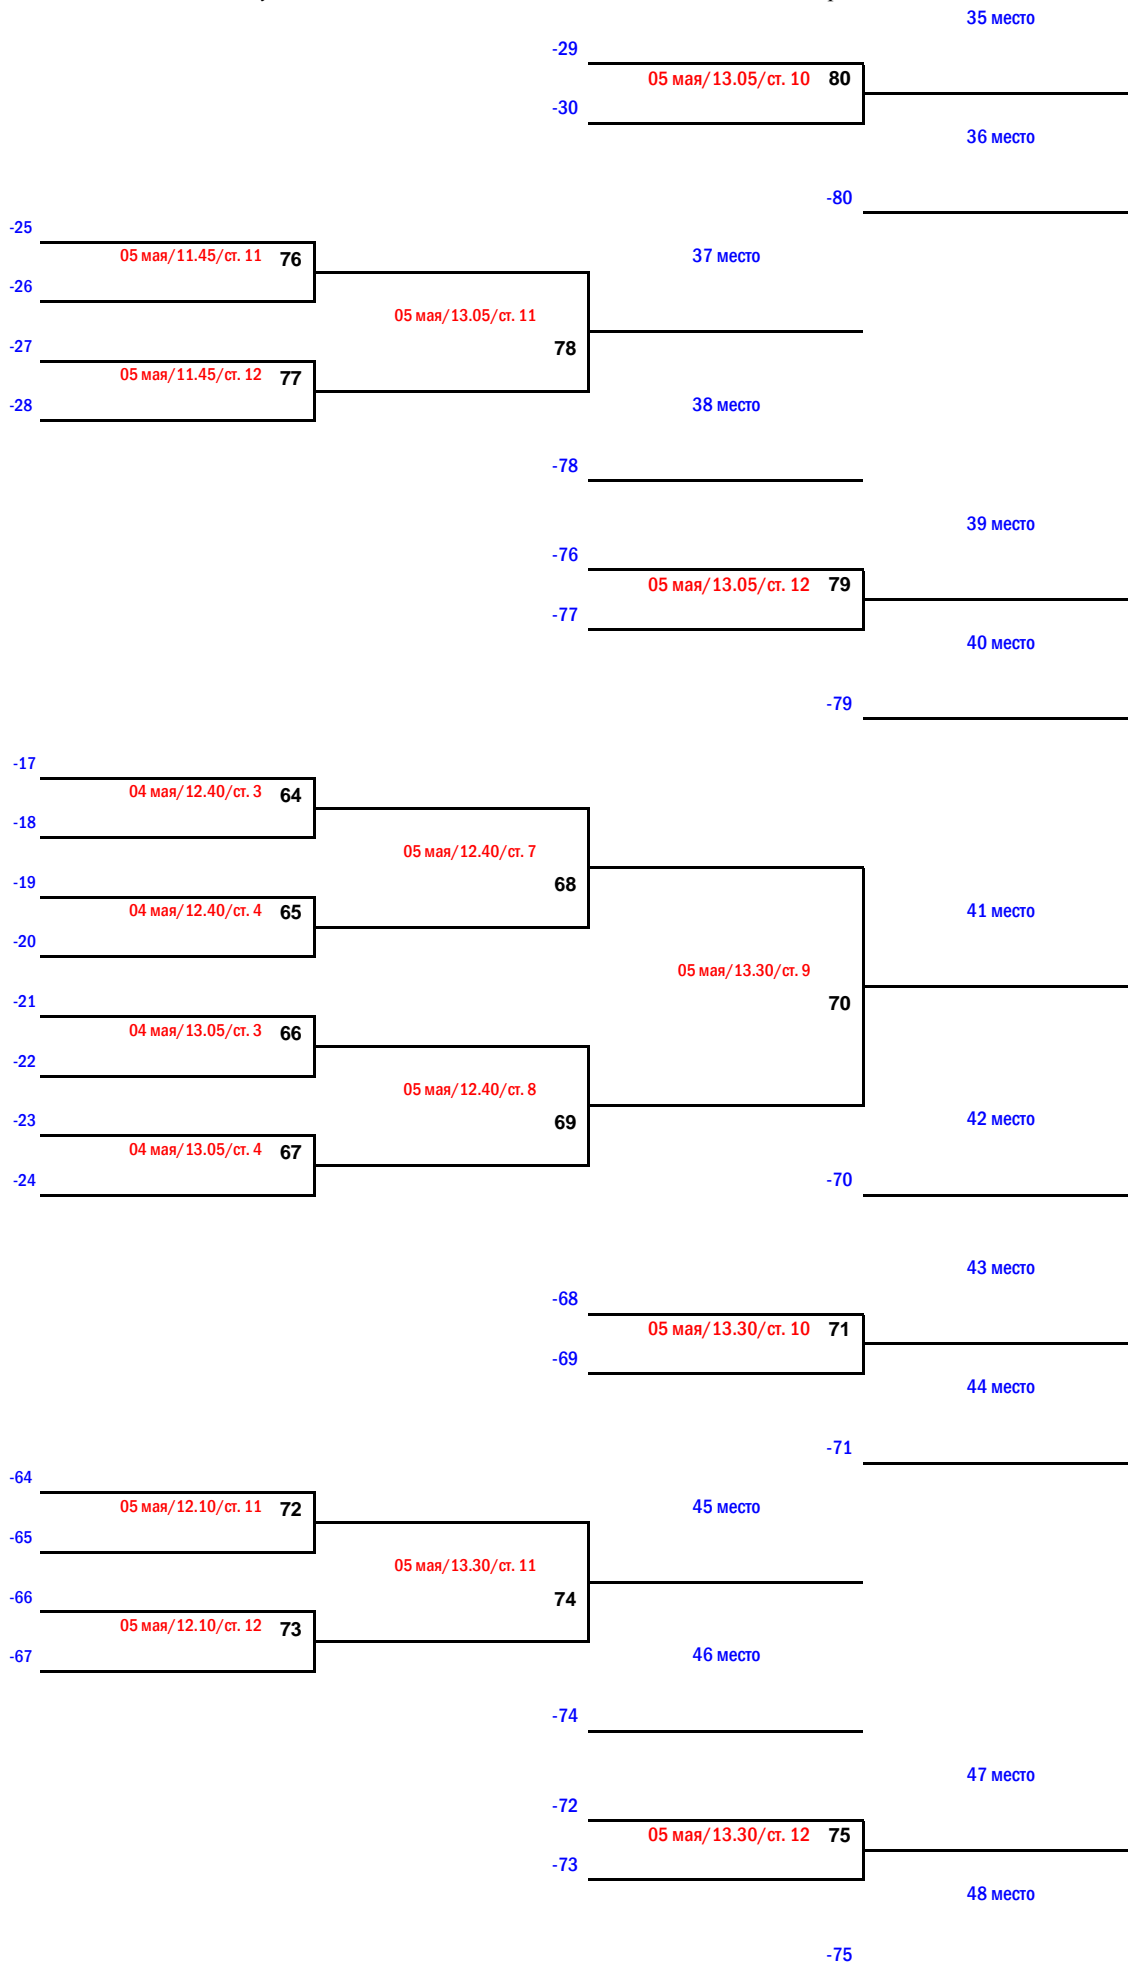 35 место
-29
05 мая/13.05/ст. 10 80
-30
36 место
-80
-25
05 мая/11.45/ст. 11 76
37 место
-26
05 мая/13.05/ст. 11
-27
78
05 мая/11.45/ст. 12 77
-28
38 место
-78
39 место
-76
05 мая/13.05/ст. 12 79
-77
40 место
-79
-17
04 мая/12.40/ст. 3 64
-18
05 мая/12.40/ст. 7
-19
68
04 мая/12.40/ст. 4 65
41 место
-20
05 мая/13.30/ст. 9
-21
70
04 мая/13.05/ст. 3 66
-22
05 мая/12.40/ст. 8
-23
69
42 место
04 мая/13.05/ст. 4 67
-24
-70
43 место
-68
05 мая/13.30/ст. 10 71
-69
44 место
-71
-64
05 мая/12.10/ст. 11 72
45 место
-65
05 мая/13.30/ст. 11
-66
74
05 мая/12.10/ст. 12 73
-67
46 место
-74
47 место
-72
05 мая/13.30/ст. 12 75
-73
48 место
-75